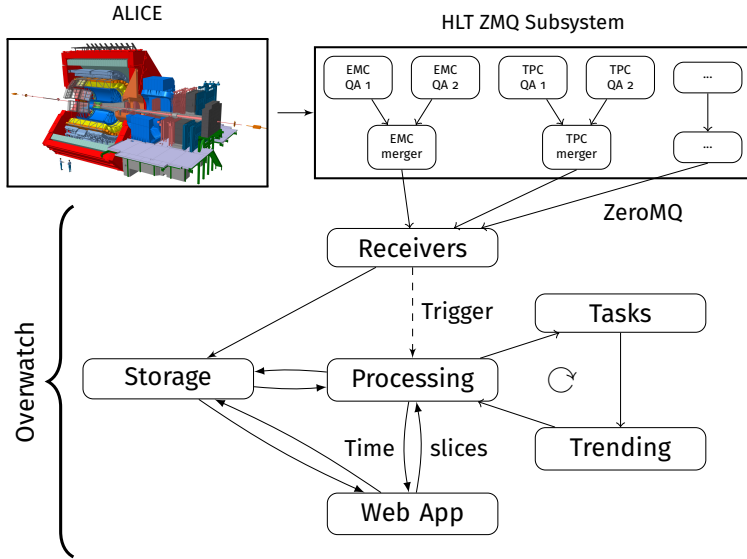 ALICE
HLT ZMQ Subsystem
EMC
QA 1
EMC
QA 2
TPC
QA 1
TPC
QA 2
...
EMC
merger
TPC
merger
...
ZeroMQ
Receivers
Trigger
Tasks
Storage
Processing
Overwatch
Time slices
Trending
Web App